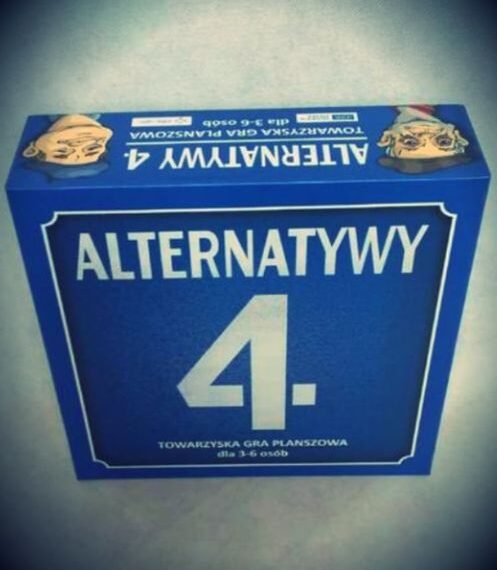 ALTERNATYWY 4.
TOWARZYSKA GRA PLANSZOWA
dla 3-6 osób
ALTERNATYWY
4.
TOWARZYSKA GRA PLANSZOWA
dla 3-6 osób